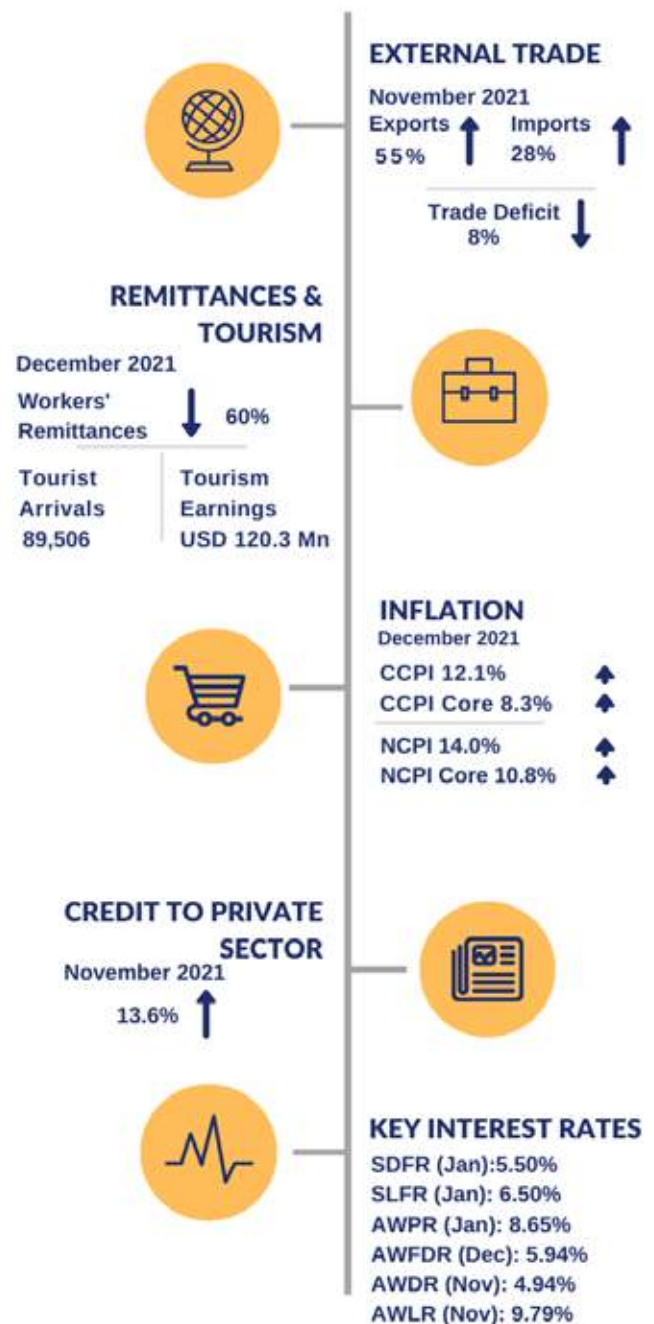 EXTERNAL TRADE
November 2021
Exports Imports
55% 28%
Trade Deficit
8%
REMITTANCES &
TOURISM
December 2021
Workers'
Remittances
60%
Tourist
Arrivals
89,506
Tourism
Earnings
USD 120.3 Mn
INFLATION
December 2021
CCPI 12.1%
CCPI Core 8.3%
NCPI 14.0%
NCPI Core 10.8%
CREDIT TO PRIVATE
SECTOR
November 2021
13.6%
KEY INTEREST RATES
SDFR (Jan):5.50%
SLFR (Jan): 6.50%
AWPR (Jan): 8.65%
AWFDR (Dec): 5.94%
AWDR (Nov): 4.94%
AWLR (Nov): 9.79%